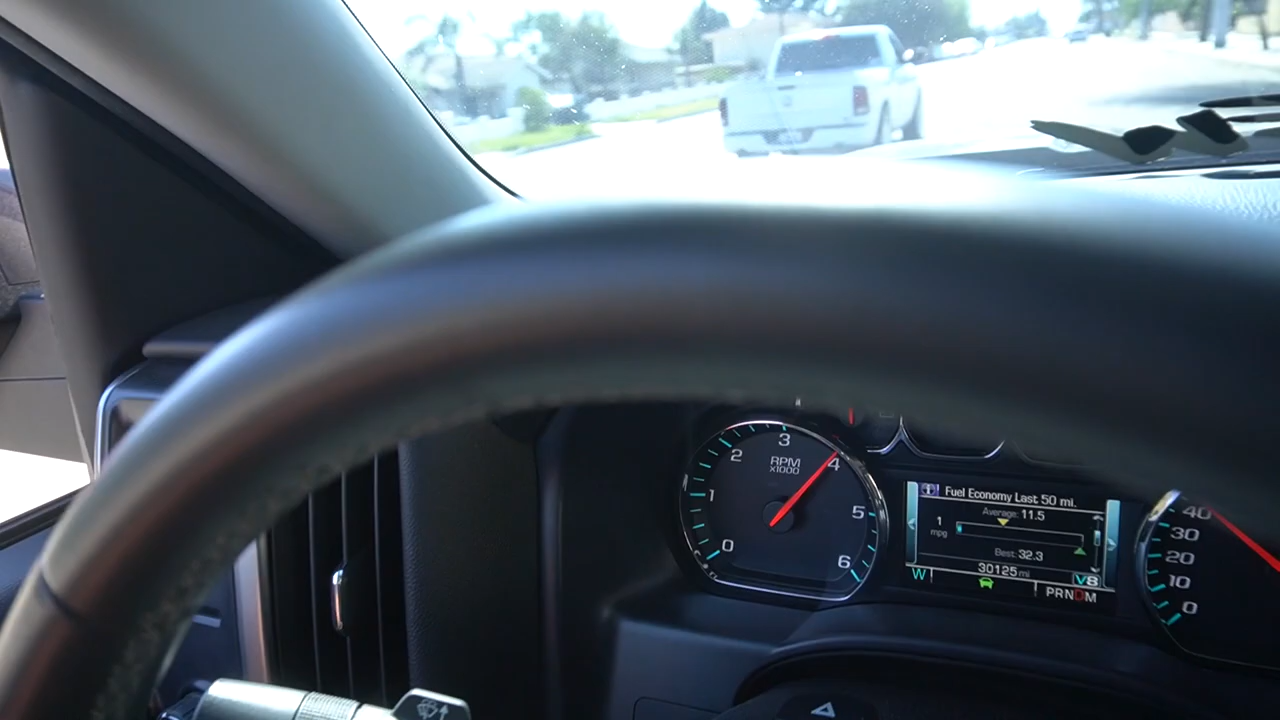 3
2
4
RPM
x1000
1
5
0
6
Fuel Economy Last 50 mi.
Average: 11.5
1
mpg
Best: 32.3
30125 mi
W
V8
PRNDM
40
30
20
10
0